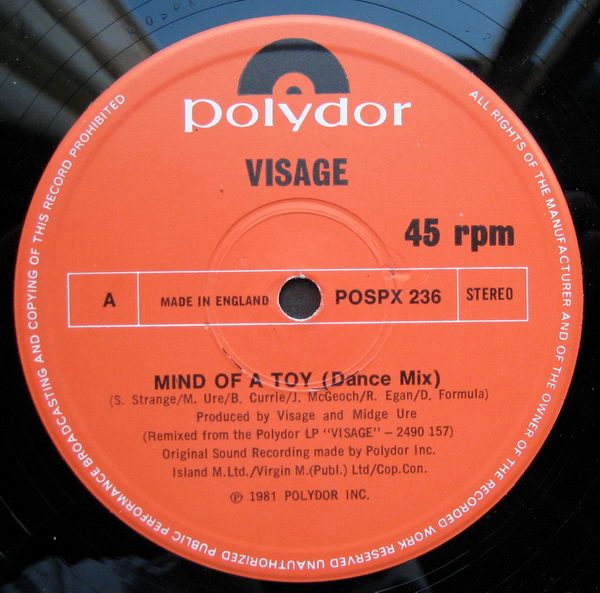 polydor
VISAGE
45 rpm
A
MADE IN ENGLAND
POSPX 236
STEREO
MIND OF A TOY (Dance Mix)
(S. Strange/M. Ure/B. Currie/J. McGeoch/R. Egan/D. Formula)
Produced by Visage and Midge Ure
(Remixed from the Polydor LP "VISAGE" – 2490 157)
Original Sound Recording made by Polydor Inc.
Island M.Ltd./Virgin M.(Publ.) Ltd/Cop.Con.
℗ 1981 POLYDOR INC.
ALL RIGHTS OF THE MANUFACTURER AND OF THE OWNER OF THE RECORDED WORK RESERVED UNAUTHORIZED PUBLIC PERFORMANCE BROADCASTING AND COPYING OF THIS RECORD PROHIBITED